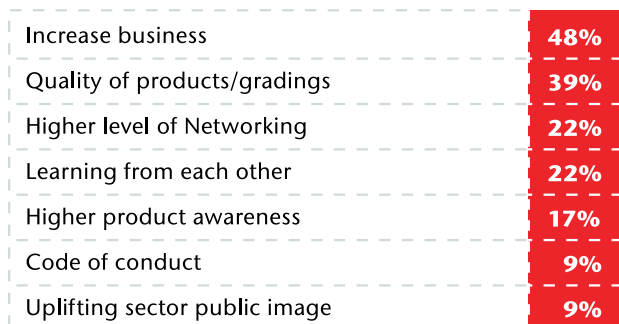 Increase business 48%
Quality of products/gradings 39%
Higher level of Networking 22%
Learning from each other 22%
Higher product awareness 17%
Code of conduct 9%
Uplifting sector public image 9%